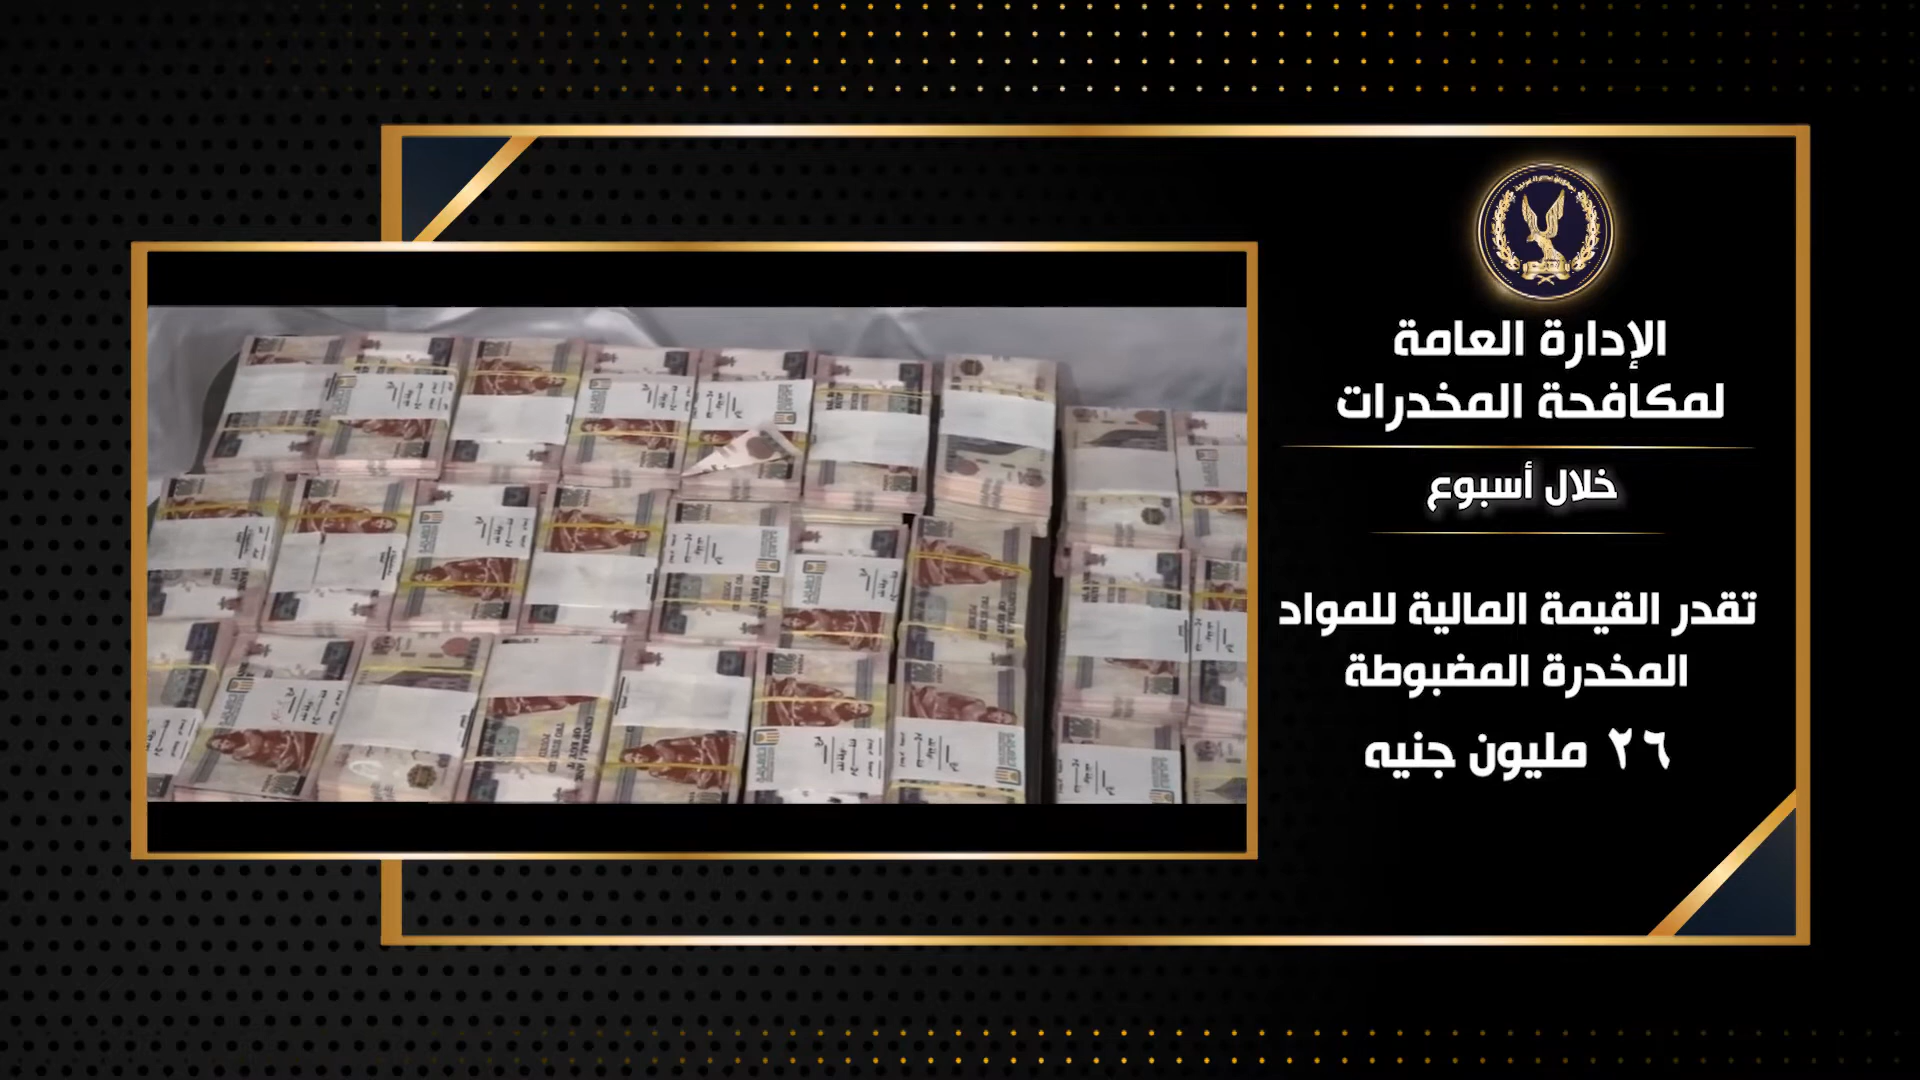 الإدارة العامة
لمكافحة المخدرات
خلال أسبوع
تقدر القيمة المالية للمواد
المخدرة المضبوطة
٢٦ مليون جنيه